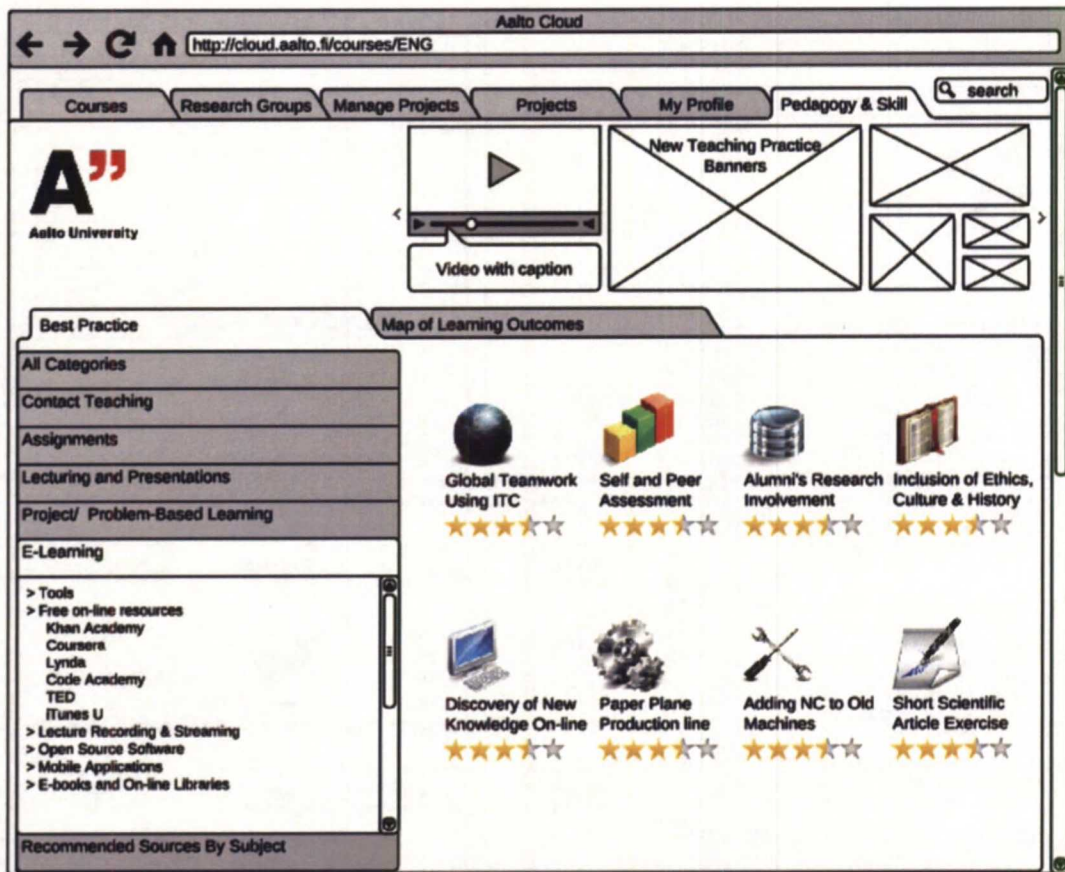 Aalto Cloud
http://cloud.aalto.fi/courses/ENG
search
Courses
Research Groups
Manage Projects
Projects
My Profile
Pedagogy & Skill
A”
Aalto University
Video with caption
New Teaching Practice
Banners
Best Practice
Map of Learning Outcomes
All Categories
Contact Teaching
Assignments
Lecturing and Presentations
Project/ Problem-Based Learning
E-Learning
> Tools
> Free on-line resources
Khan Academy
Coursera
Lynda
Code Academy
TED
iTunes U
> Lecture Recording & Streaming
> Open Source Software
> Mobile Applications
> E-books and On-line Libraries
Recommended Sources By Subject
Global Teamwork
Using ITC
Self and Peer
Assessment
Alumni's Research
Involvement
Inclusion of Ethics,
Culture & History
Discovery of New
Knowledge On-line
Paper Plane
Production line
Adding NC to Old
Machines
Short Scientific
Article Exercise